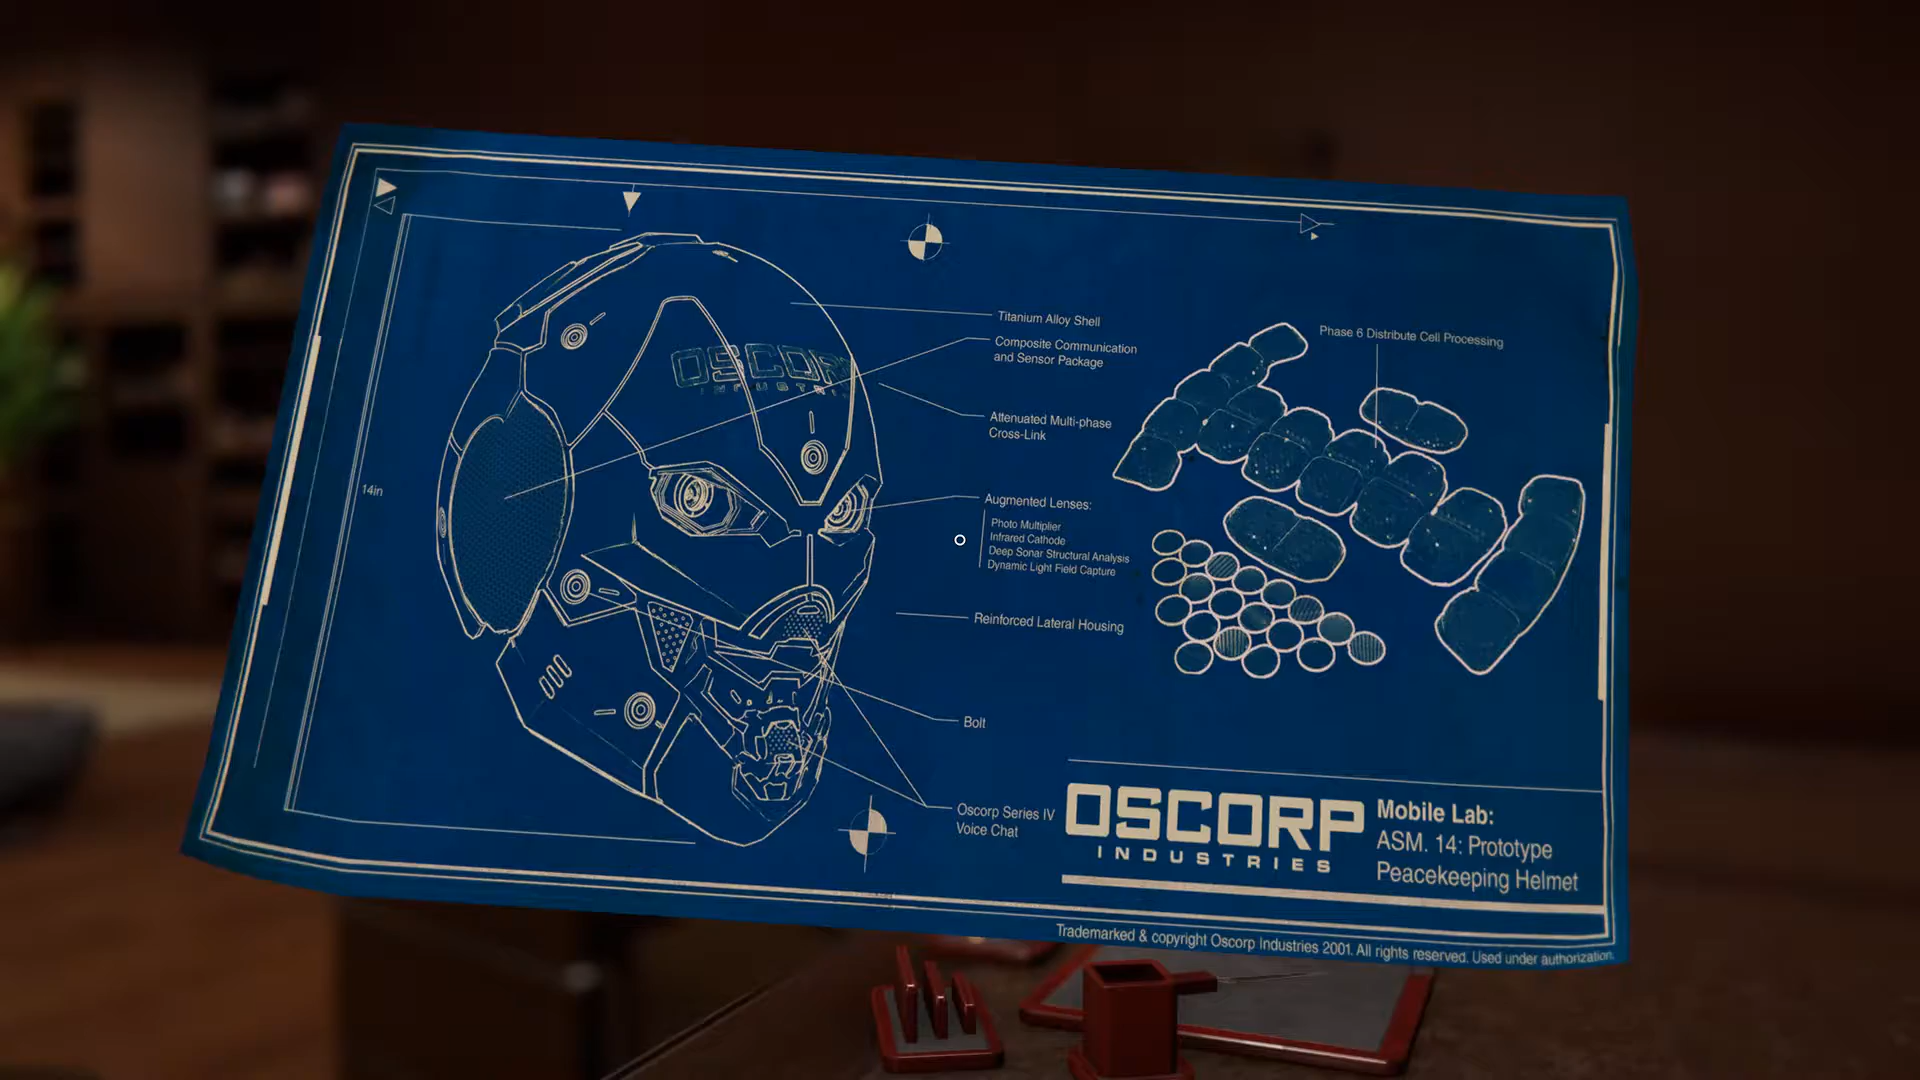 OSCORP
INDUSTRI
14in
Titanium Alloy Shell
Composite Communication
and Sensor Package
Attenuated Multi-phase
Cross-Link
Augmented Lenses:
Photo Multiplier
Infrared Cathode
Deep Sonar Structural Analysis
Dynamic Light Field Capture
Reinforced Lateral Housing
Bolt
Oscorp Series IV
Voice Chat
Phase 6 Distribute Cell Processing
OSCORP
INDUSTRIES
Mobile Lab:
ASM. 14: Prototype
Peacekeeping Helmet
Trademarked & copyright Oscorp Industries 2001. All rights reserved. Used under authorization.